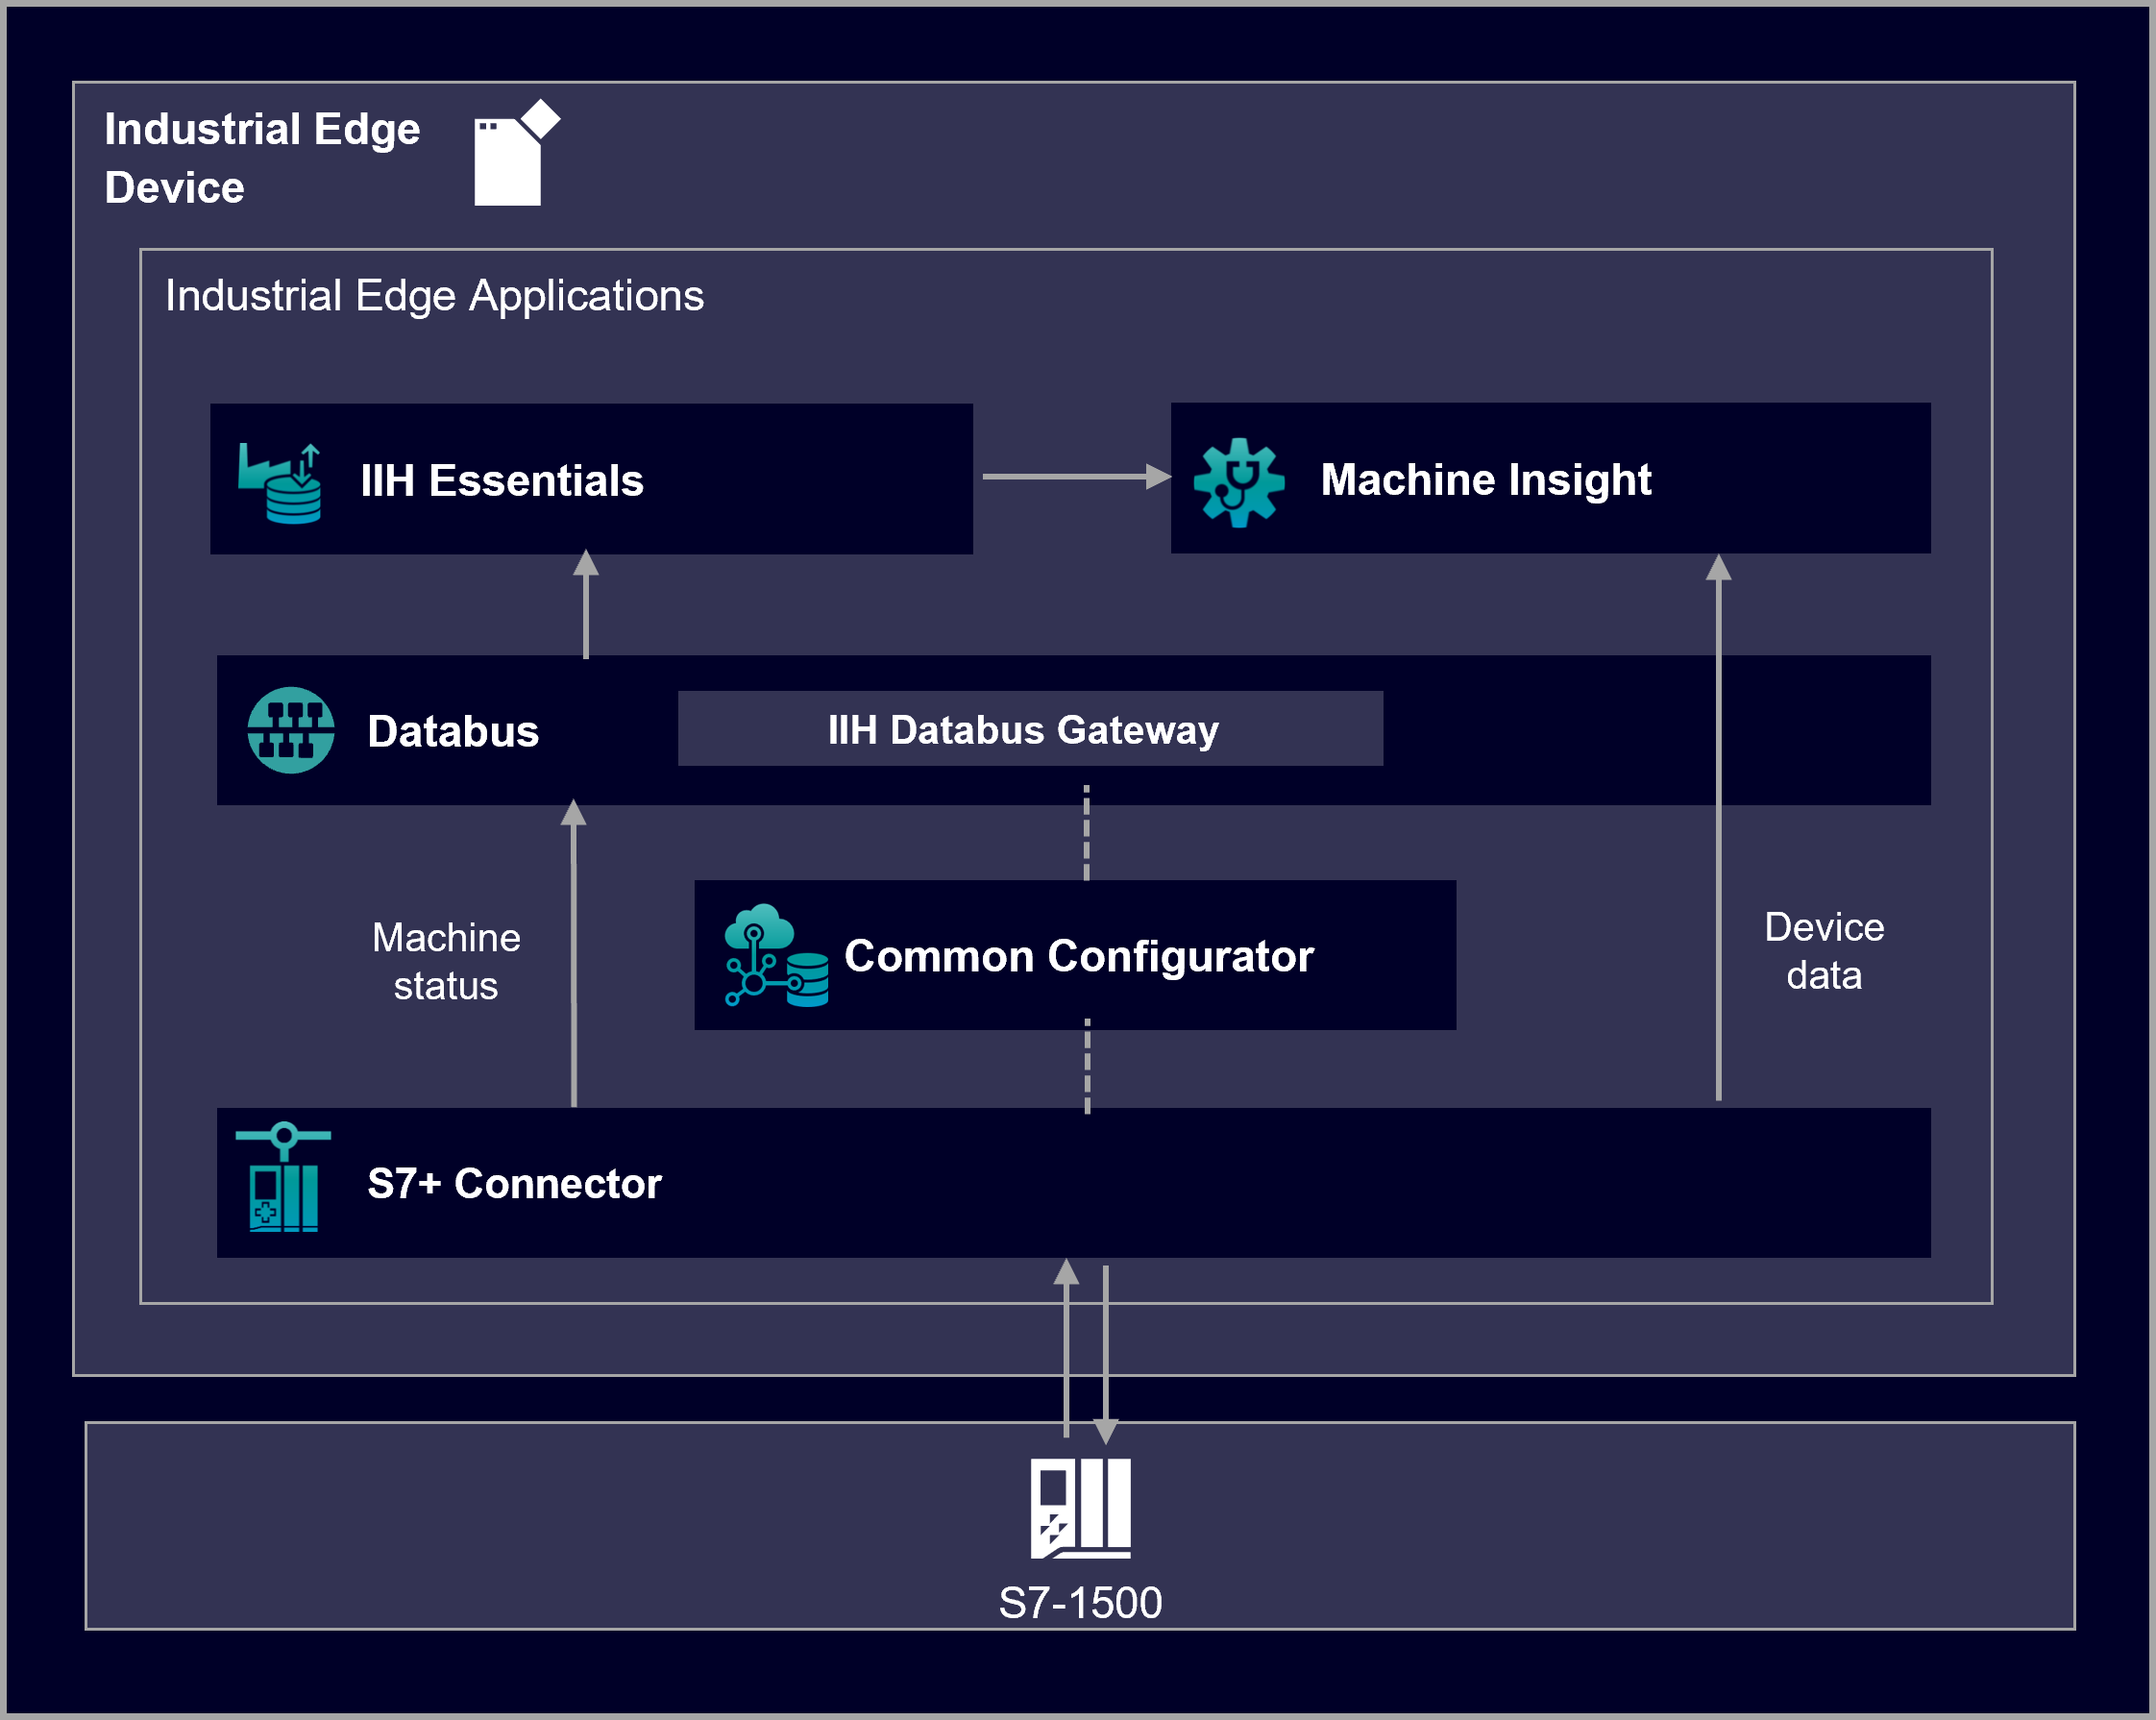 Industrial Edge
Device
Industrial Edge Applications
IIH Essentials
Machine Insight
Databus
IIH Databus Gateway
Machine
status
Common Configurator
Device
data
S7+ Connector
S7-1500